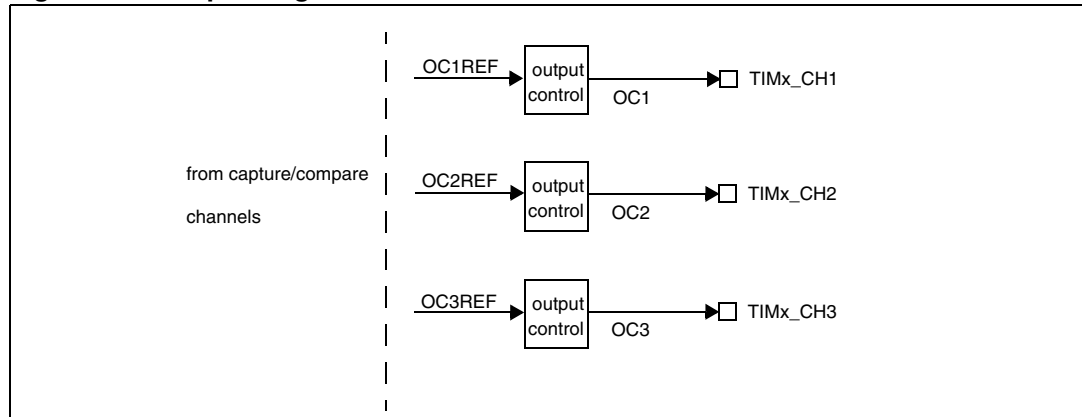 OC1REF
output
control
OC1
TIMx_CH1
from capture/compare
channels
OC2REF
output
control
OC2
TIMx_CH2
OC3REF
output
control
OC3
TIMx_CH3